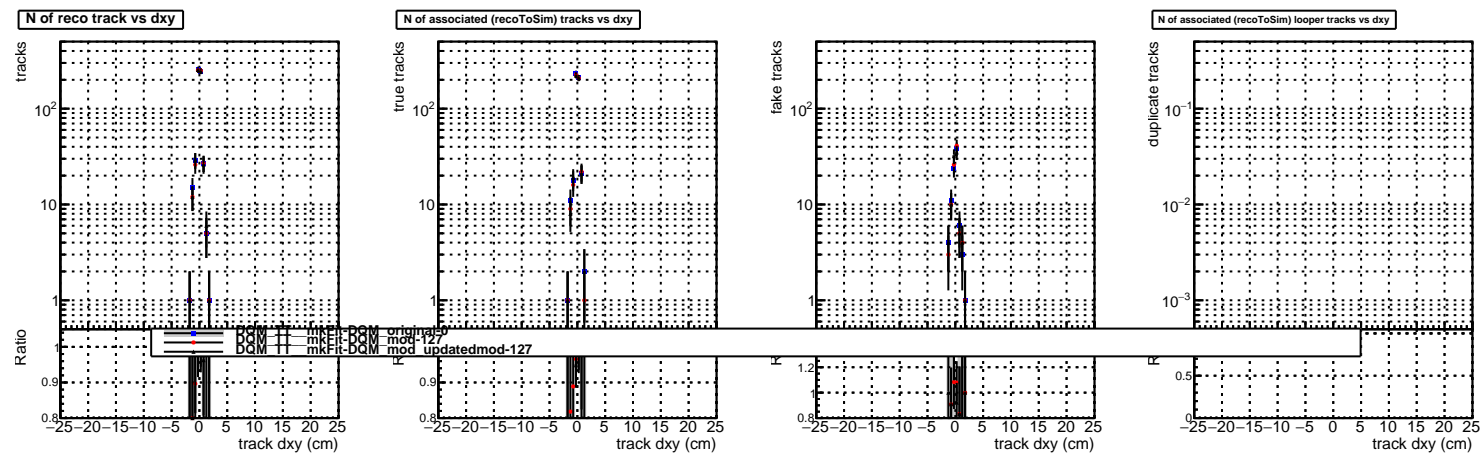 N of reco track vs dxy
N of associated (recoToSim) tracks vs dxy
N of associated (recoToSim) looper tracks vs dxy
tracks
10²
10
1
Ratio
1
0.9
0.8
−25−20−15−10 −5 0 5 10 15 20 25
track dxy (cm)
true tracks
10²
10
1
0.9
0.8
−25−20−15−10 −5 0 5 10 15 20 25
track dxy (cm)
fake tracks
10²
10
1
1.2
1
0.8
−25−20−15−10 −5 0 5 10 15 20 25
track dxy (cm)
duplicate tracks
10⁻¹
10⁻²
10⁻³
0.5
0
−25−20−15−10 −5 0 5 10 15 20 25
track dxy (cm)
DQM_TT__mkFit-DQM_original-0
DQM_TT__mkFit-DQM_mod-127
DQM_TT__mkFit-DQM_mod_updatedmod-127